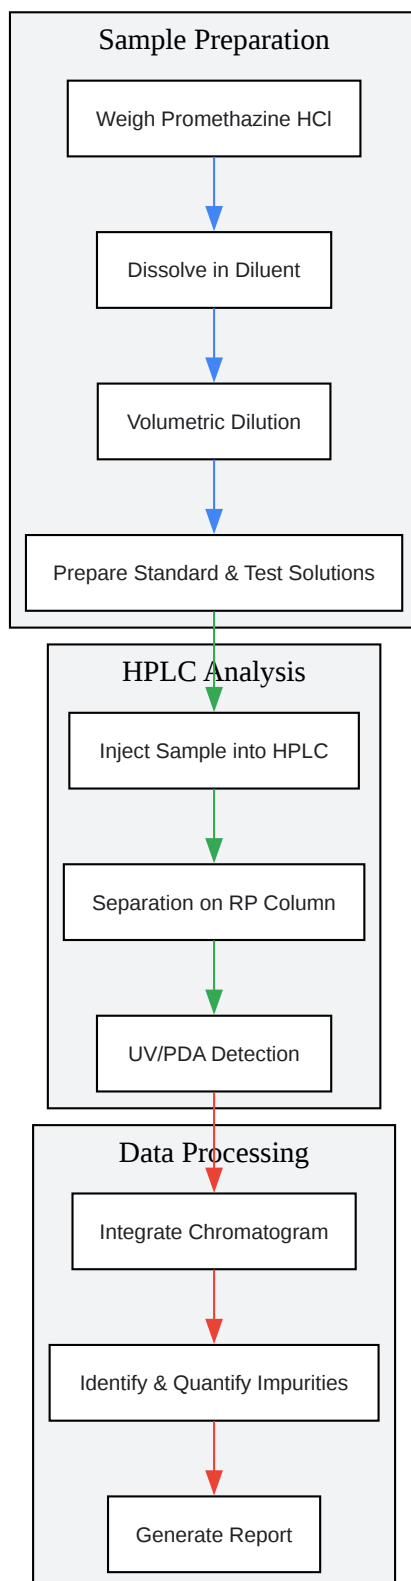 Sample Preparation
Weigh Promethazine HCl
Dissolve in Diluent
Volumetric Dilution
Prepare Standard & Test Solutions
HPLC Analysis
Inject Sample into HPLC
Separation on RP Column
UV/PDA Detection
Data Processing
Integrate Chromatogram
Identify & Quantify Impurities
Generate Report